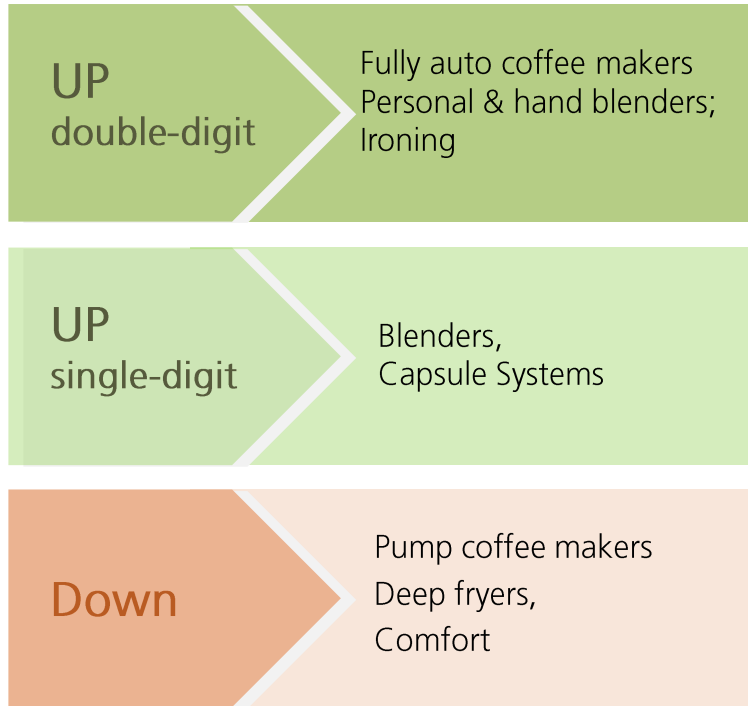 UP
double-digit
Fully auto coffee makers
Personal & hand blenders;
Ironing
UP
single-digit
Blenders,
Capsule Systems
Down
Pump coffee makers
Deep fryers,
Comfort